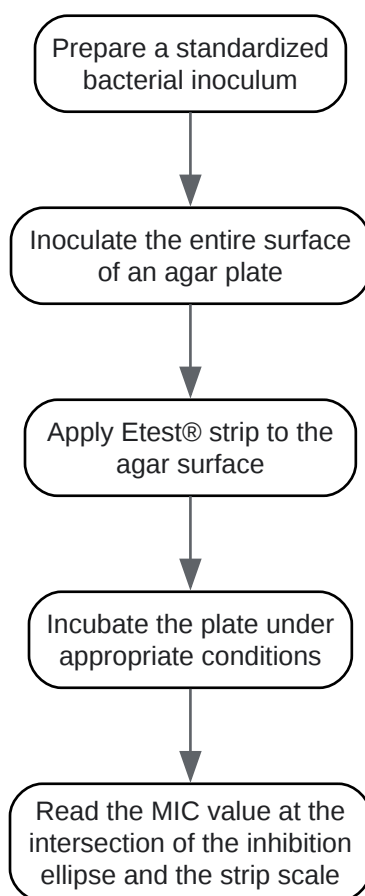 Prepare a standardized
bacterial inoculum
Inoculate the entire surface
of an agar plate
Apply Etest® strip to the
agar surface
Incubate the plate under
appropriate conditions
Read the MIC value at the
intersection of the inhibition
ellipse and the strip scale